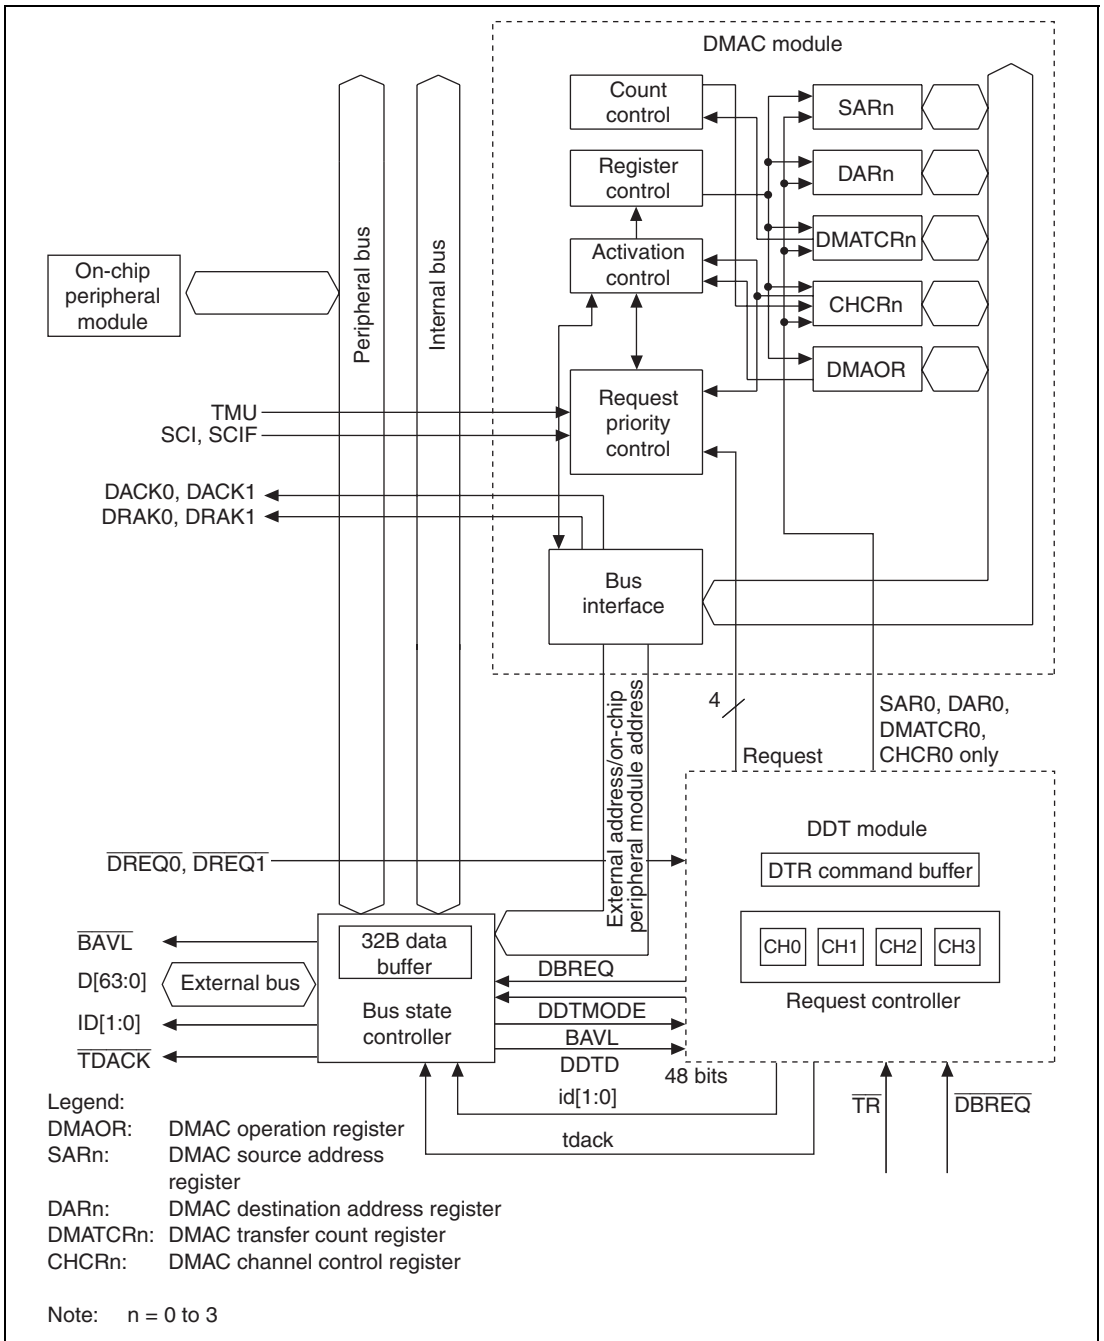 DMAC module
Count
control
SARn
Register
control
DARn
DMATCRn
Activation
control
CHCRn
DMAOR
On-chip
peripheral
module
Peripheral bus
Internal bus
Request
priority
control
TMU
SCI, SCIF
DACK0, DACK1
DRAK0, DRAK1
Bus
interface
External address/on-chip
peripheral module address
4
Request
SAR0, DAR0,
DMATCR0,
CHCR0 only
DDT module
DTR command buffer
CH0 CH1 CH2 CH3
Request controller
DREQ0, DREQ1
BAVL
D[63:0]
External bus
ID[1:0]
TDACK
32B data
buffer
Bus state
controller
DBREQ
DDTMODE
BAVL
DDTD
48 bits
id[1:0]
tdack
TR
DBREQ
Legend:
DMAOR: DMAC operation register
SARn: DMAC source address
register
DARn: DMAC destination address register
DMATCRn: DMAC transfer count register
CHCRn: DMAC channel control register
Note: n = 0 to 3